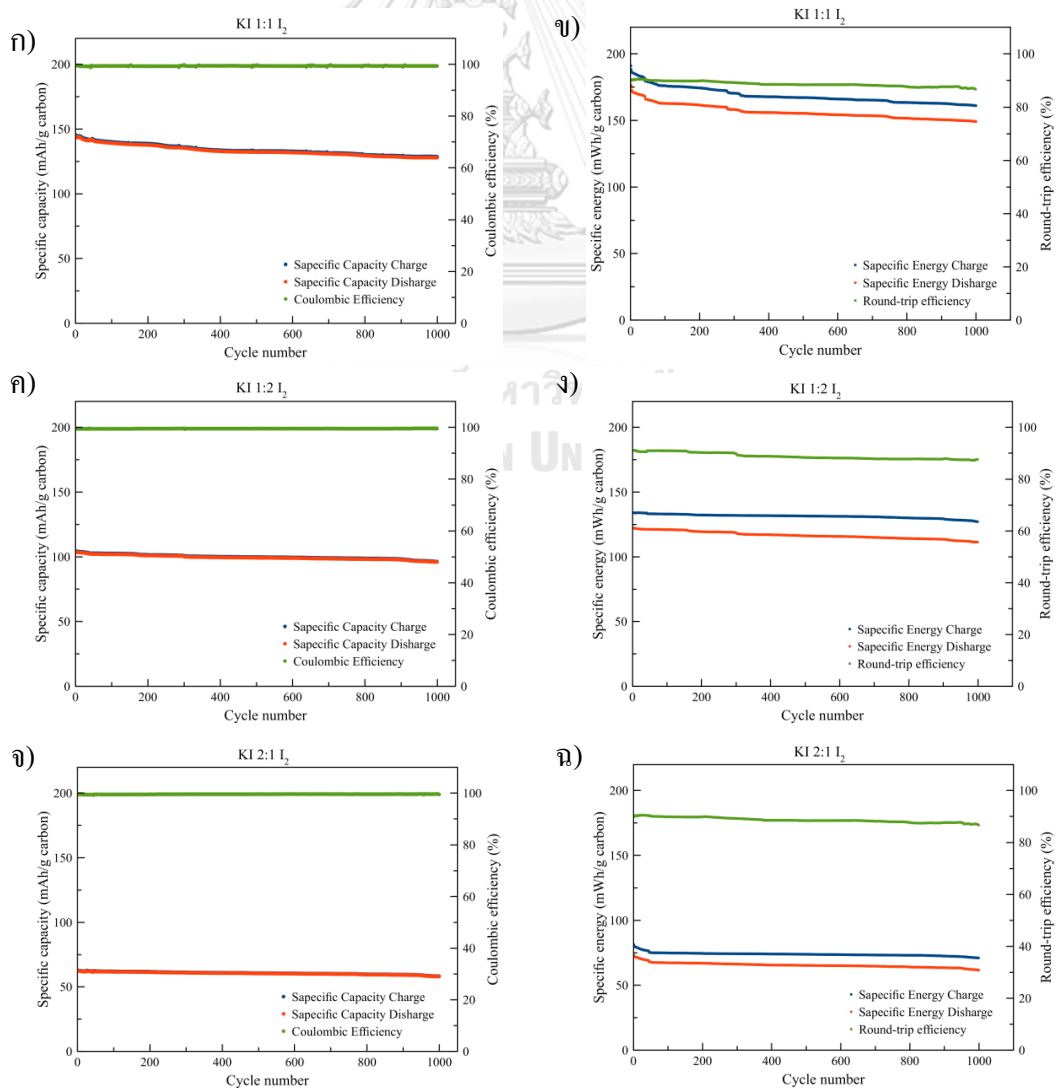 ก)
KI 1:1 I₂
Specific capacity (mAh/g carbon)
200
150
100
50
0
0 200 400 600 800 1000
Cycle number
100
80
60
40
20
0
Coulombic efficiency (%)
Sapecific Capacity Charge
Sapecific Capacity Disharge
Coulombic Efficiency
ข)
KI 1:1 I₂
Specific energy (mWh/g carbon)
200
150
100
50
0
0 200 400 600 800 1000
Cycle number
100
80
60
40
20
0
Round-trip efficiency (%)
Sapecific Energy Charge
Sapecific Energy Disharge
Round-trip efficiency
ค)
KI 1:2 I₂
Specific capacity (mAh/g carbon)
200
150
100
50
0
0 200 400 600 800 1000
Cycle number
100
80
60
40
20
0
Coulombic efficiency (%)
Sapecific Capacity Charge
Sapecific Capacity Disharge
Coulombic Efficiency
ง)
KI 1:2 I₂
Specific energy (mWh/g carbon)
200
150
100
50
0
0 200 400 600 800 1000
Cycle number
100
90
80
70
60
50
40
30
20
10
0
Round-trip efficiency (%)
Sapecific Energy Charge
Sapecific Energy Disharge
Round-trip efficiency
จ)
KI 2:1 I₂
Specific capacity (mAh/g carbon)
200
150
100
50
0
0 200 400 600 800 1000
Cycle number
100
80
60
40
20
0
Coulombic efficiency (%)
Sapecific Capacity Charge
Sapecific Capacity Disharge
Coulombic Efficiency
ฉ)
KI 2:1 I₂
Specific energy (mWh/g carbon)
200
150
100
75
50
0
0 200 400 600 800 1000
Cycle number
100
80
60
40
30
20
10
0
Round-trip efficiency (%)
Sapecific Energy Charge
Sapecific Energy Disharge
Round-trip efficiency